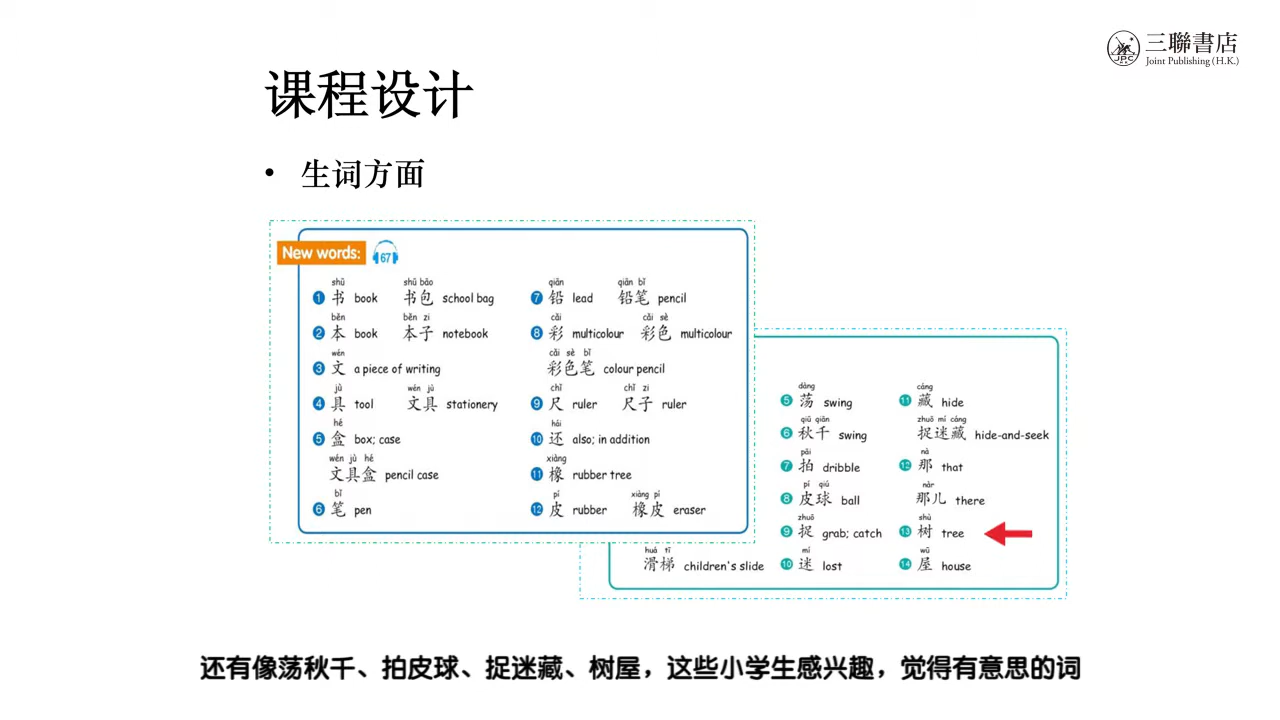 三聯書店
Joint Publishing (H.K.)
JPC
课程设计
• 生词方面
New words: 67
shū shū bāo
1 书 book 书包 school bag
běn běn zi
2 本 book 本子 notebook
wén
3 文 a piece of writing
jù wén jù
4 具 tool 文具 stationery
hé
5 盒 box; case
wén jù hé
文具盒 pencil case
bǐ
6 笔 pen
qiān qiān bǐ
7 铅 lead 铅笔 pencil
cǎi cǎi sè
8 彩 multicolour 彩色 multicolour
cǎi sè bǐ
彩色笔 colour pencil
chǐ chǐ zi
9 尺 ruler 尺子 ruler
hái
10 还 also; in addition
xiàng
11 橡 rubber tree
pí xiàng pí
12 皮 rubber 橡皮 eraser
huá tī
滑梯 children's slide
dàng
5 荡 swing
qiū qiān
6 秋千 swing
pāi
7 拍 dribble
pí qiú
8 皮球 ball
zhuō
9 捉 grab; catch
mí
10 迷 lost
cáng
11 藏 hide
zhuō mí cáng
捉迷藏 hide-and-seek
nà
12 那 that
nàr
那儿 there
shù
13 树 tree
wū
14 屋 house
还有像荡秋千、拍皮球、捉迷藏、树屋，这些小学生感兴趣，觉得有意思的词